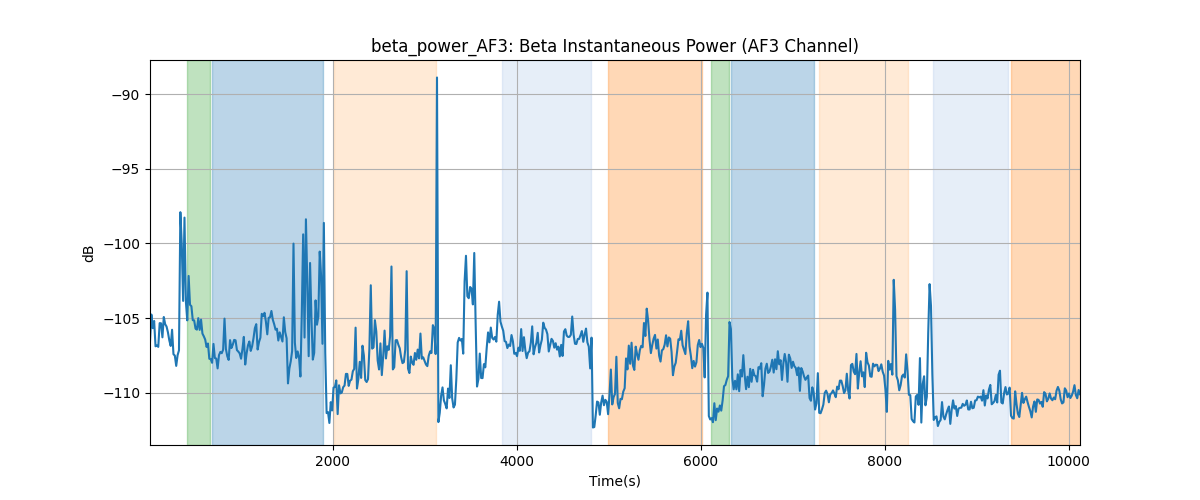 beta_power_AF3: Beta Instantaneous Power (AF3 Channel)
−90
−95
−100
−105
−110
dB
2000 4000 6000 8000 10000
Time(s)